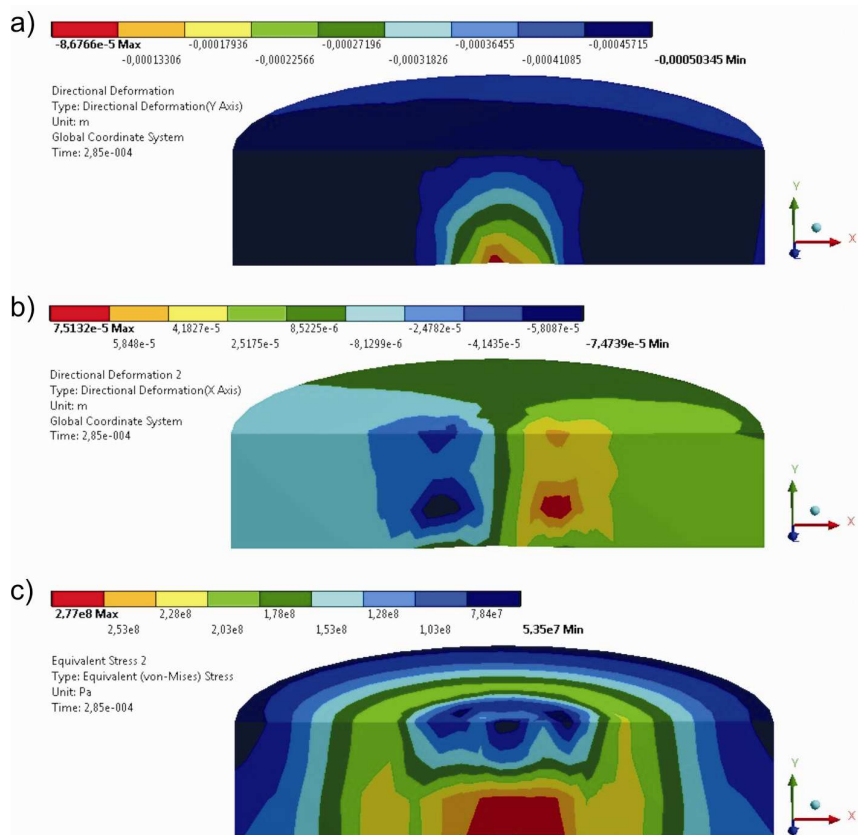 a)
-8,6766e-5 Max -0,00017936 -0,00027196 -0,00036455 -0,00045715
-0,00013306 -0,00022566 -0,00031826 -0,00041085 -0,00050345 Min
Directional Deformation
Type: Directional Deformation(Y Axis)
Unit: m
Global Coordinate System
Time: 2,85e-004
Y
X
Z
b)
7,5132e-5 Max 4,1827e-5 8,5225e-6 -2,4782e-5 -5,8087e-5
5,848e-5 2,5175e-5 -8,1299e-6 -4,1435e-5 -7,4739e-5 Min
Directional Deformation 2
Type: Directional Deformation(X Axis)
Unit: m
Global Coordinate System
Time: 2,85e-004
Y
X
c)
2,77e8 Max 2,28e8 1,78e8 1,28e8 7,84e7
2,53e8 2,03e8 1,53e8 1,03e8 5,35e7 Min
Equivalent Stress 2
Type: Equivalent (von-Mises) Stress
Unit: Pa
Time: 2,85e-004
Y
X